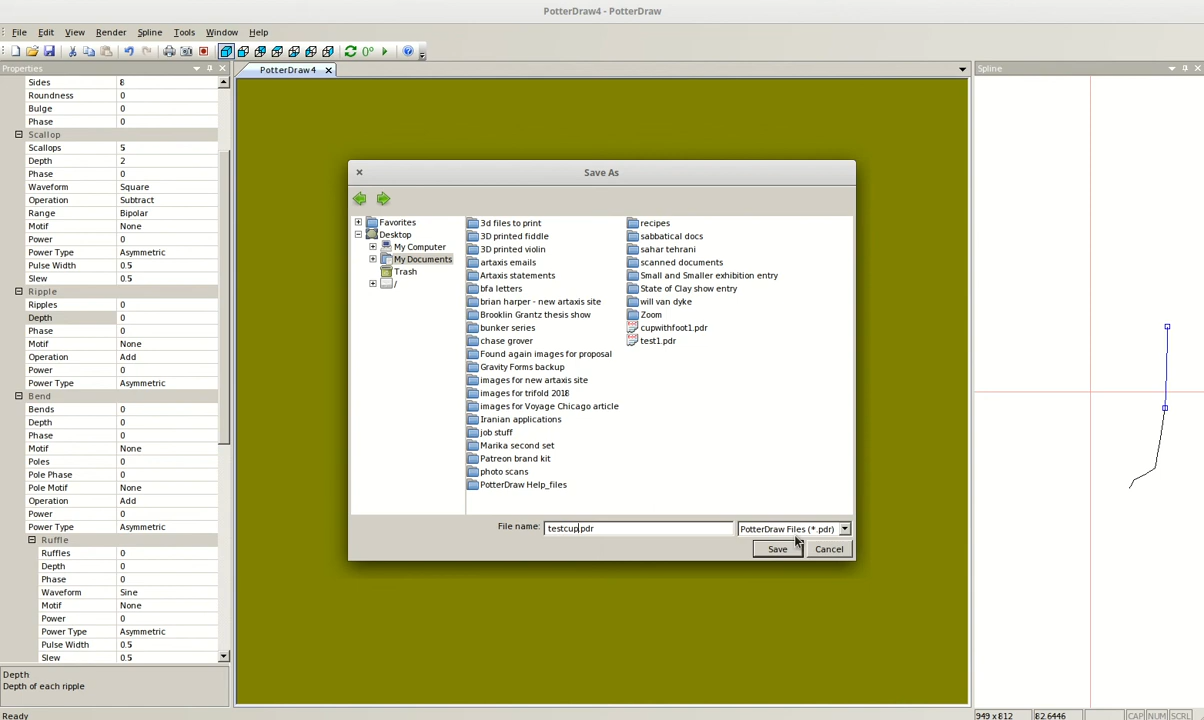 PotterDraw4 - PotterDraw
File Edit View Render Spline Tools Window Help
Properties
PotterDraw4
Spline
Sides 8
Roundness 0
Bulge 0
Phase 0
Scallop
Scallops 5
Depth 2
Phase 0
Waveform Square
Operation Subtract
Range Bipolar
Motif None
Power 0
Power Type Asymmetric
Pulse Width 0.5
Slew 0.5
Ripple
Ripples 0
Depth 0
Phase 0
Motif None
Operation Add
Power 0
Power Type Asymmetric
Bend
Bends 0
Depth 0
Phase 0
Motif None
Poles 0
Pole Phase 0
Pole Motif None
Operation Add
Power 0
Power Type Asymmetric
Ruffle
Ruffles 0
Depth 0
Phase 0
Waveform Sine
Motif None
Power 0
Power Type Asymmetric
Pulse Width 0.5
Slew 0.5
Depth
Depth of each ripple
Save As
Favorites
Desktop
My Computer
My Documents
Trash
/
3d files to print
3D printed fiddle
3D printed violin
artaxis emails
Artaxis statements
bfa letters
brian harper - new artaxis site
Brooklin Grantz thesis show
bunker series
chase grover
Found again images for proposal
Gravity Forms backup
images for new artaxis site
images for trifold 2018
images for Voyage Chicago article
Iranian applications
job stuff
Marika second set
Patreon brand kit
photo scans
PotterDraw Help_files
recipes
sabbatical docs
sahar tehrani
scanned documents
Small and Smaller exhibition entry
State of Clay show entry
will van dyke
Zoom
cupwithfoot1.pdr
test1.pdr
File name: testcup.pdr PotterDraw Files (*.pdr)
Save Cancel
Ready 949 x 812 82.6446 CAP NUM SCRL